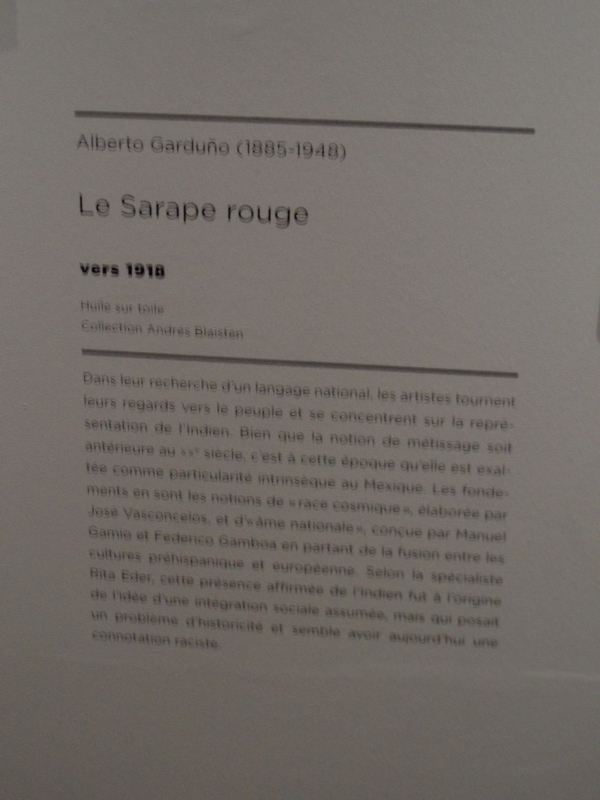 Alberto Garduño (1885-1948)
Le Sarape rouge
vers 1918
Huile sur toile
Collection Andrés Blaisten
Dans leur recherche d'un langage national, les artistes tournent
leurs regards vers le peuple et se concentrent sur la repré-
sentation de l'Indien. Bien que la notion de métissage soit
antérieure au XXe siècle, c'est à cette époque qu'elle est exal-
tée comme particularité intrinsèque au Mexique. Les fonde-
ments en sont les notions de « race cosmique », élaborée par
José Vasconcelos, et d'« âme nationale », conçue par Manuel
Gamio et Federico Gamboa en partant de la fusion entre les
cultures préhispanique et européenne. Selon la spécialiste
Rita Eder, cette présence affirmée de l'Indien fut à l'origine
de l'idée d'une intégration sociale assumée, mais qui posait
un problème d'historicité et semble avoir aujourd'hui une
connotation raciste.